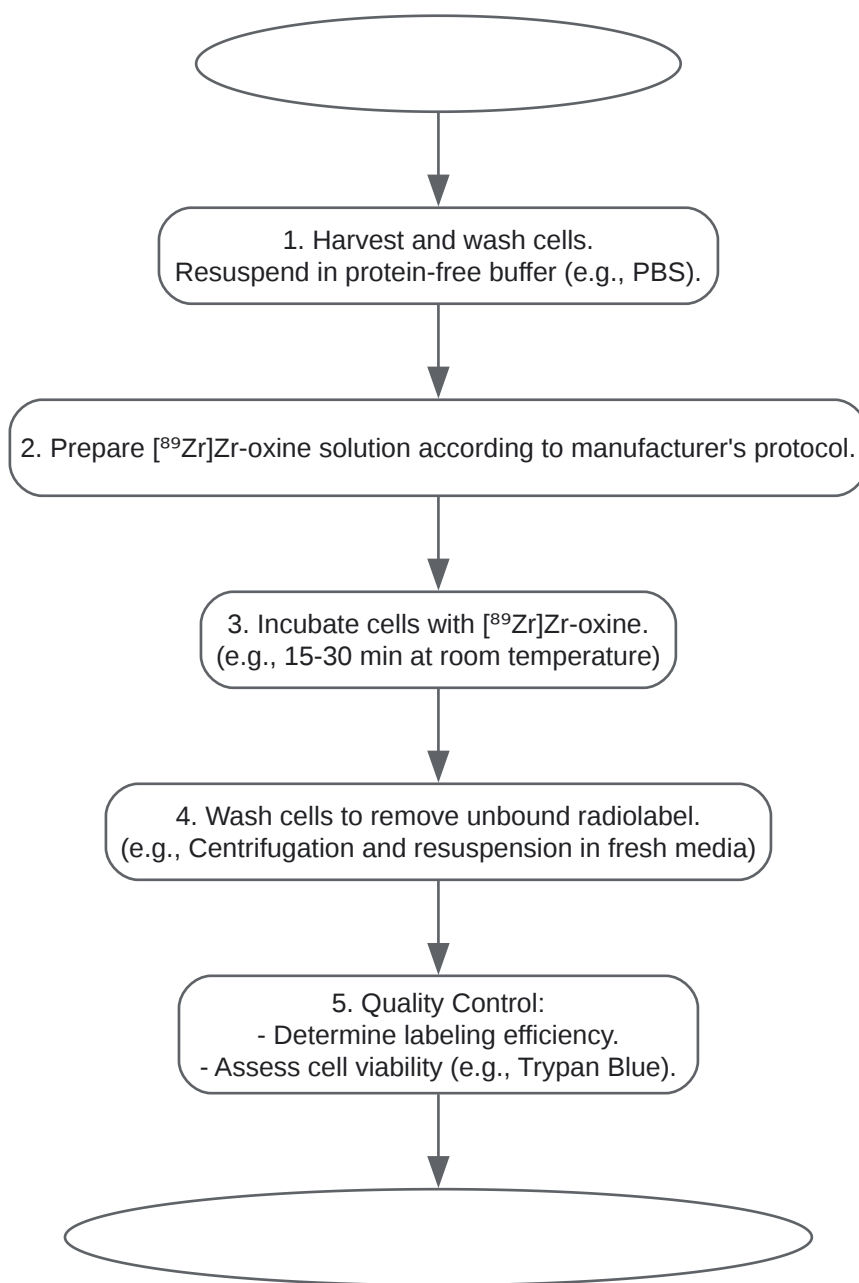 1. Harvest and wash cells.
Resuspend in protein-free buffer (e.g., PBS).
2. Prepare [⁸⁹Zr]Zr-oxine solution according to manufacturer's protocol.
3. Incubate cells with [⁸⁹Zr]Zr-oxine.
(e.g., 15-30 min at room temperature)
4. Wash cells to remove unbound radiolabel.
(e.g., Centrifugation and resuspension in fresh media)
5. Quality Control:
- Determine labeling efficiency.
- Assess cell viability (e.g., Trypan Blue).